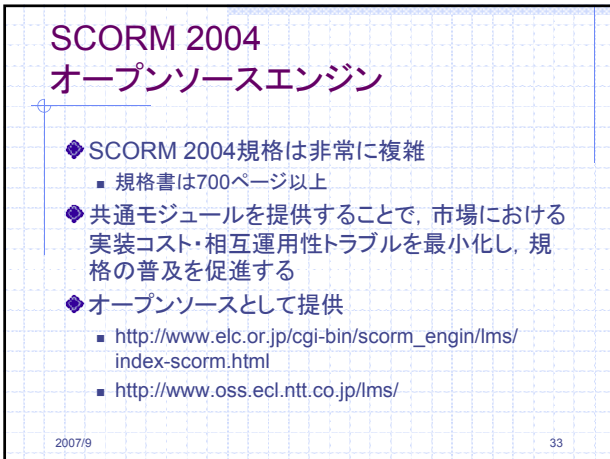 SCORM 2004
オープンソースエンジン
SCORM 2004規格は非常に複雑
規格書は700ページ以上
共通モジュールを提供することで，市場における
実装コスト・相互運用性トラブルを最小化し，規
格の普及を促進する
オープンソースとして提供
http://www.elc.or.jp/cgi-bin/scorm_engin/lms/
index-scorm.html
http://www.oss.ecl.ntt.co.jp/lms/
2007/9
33